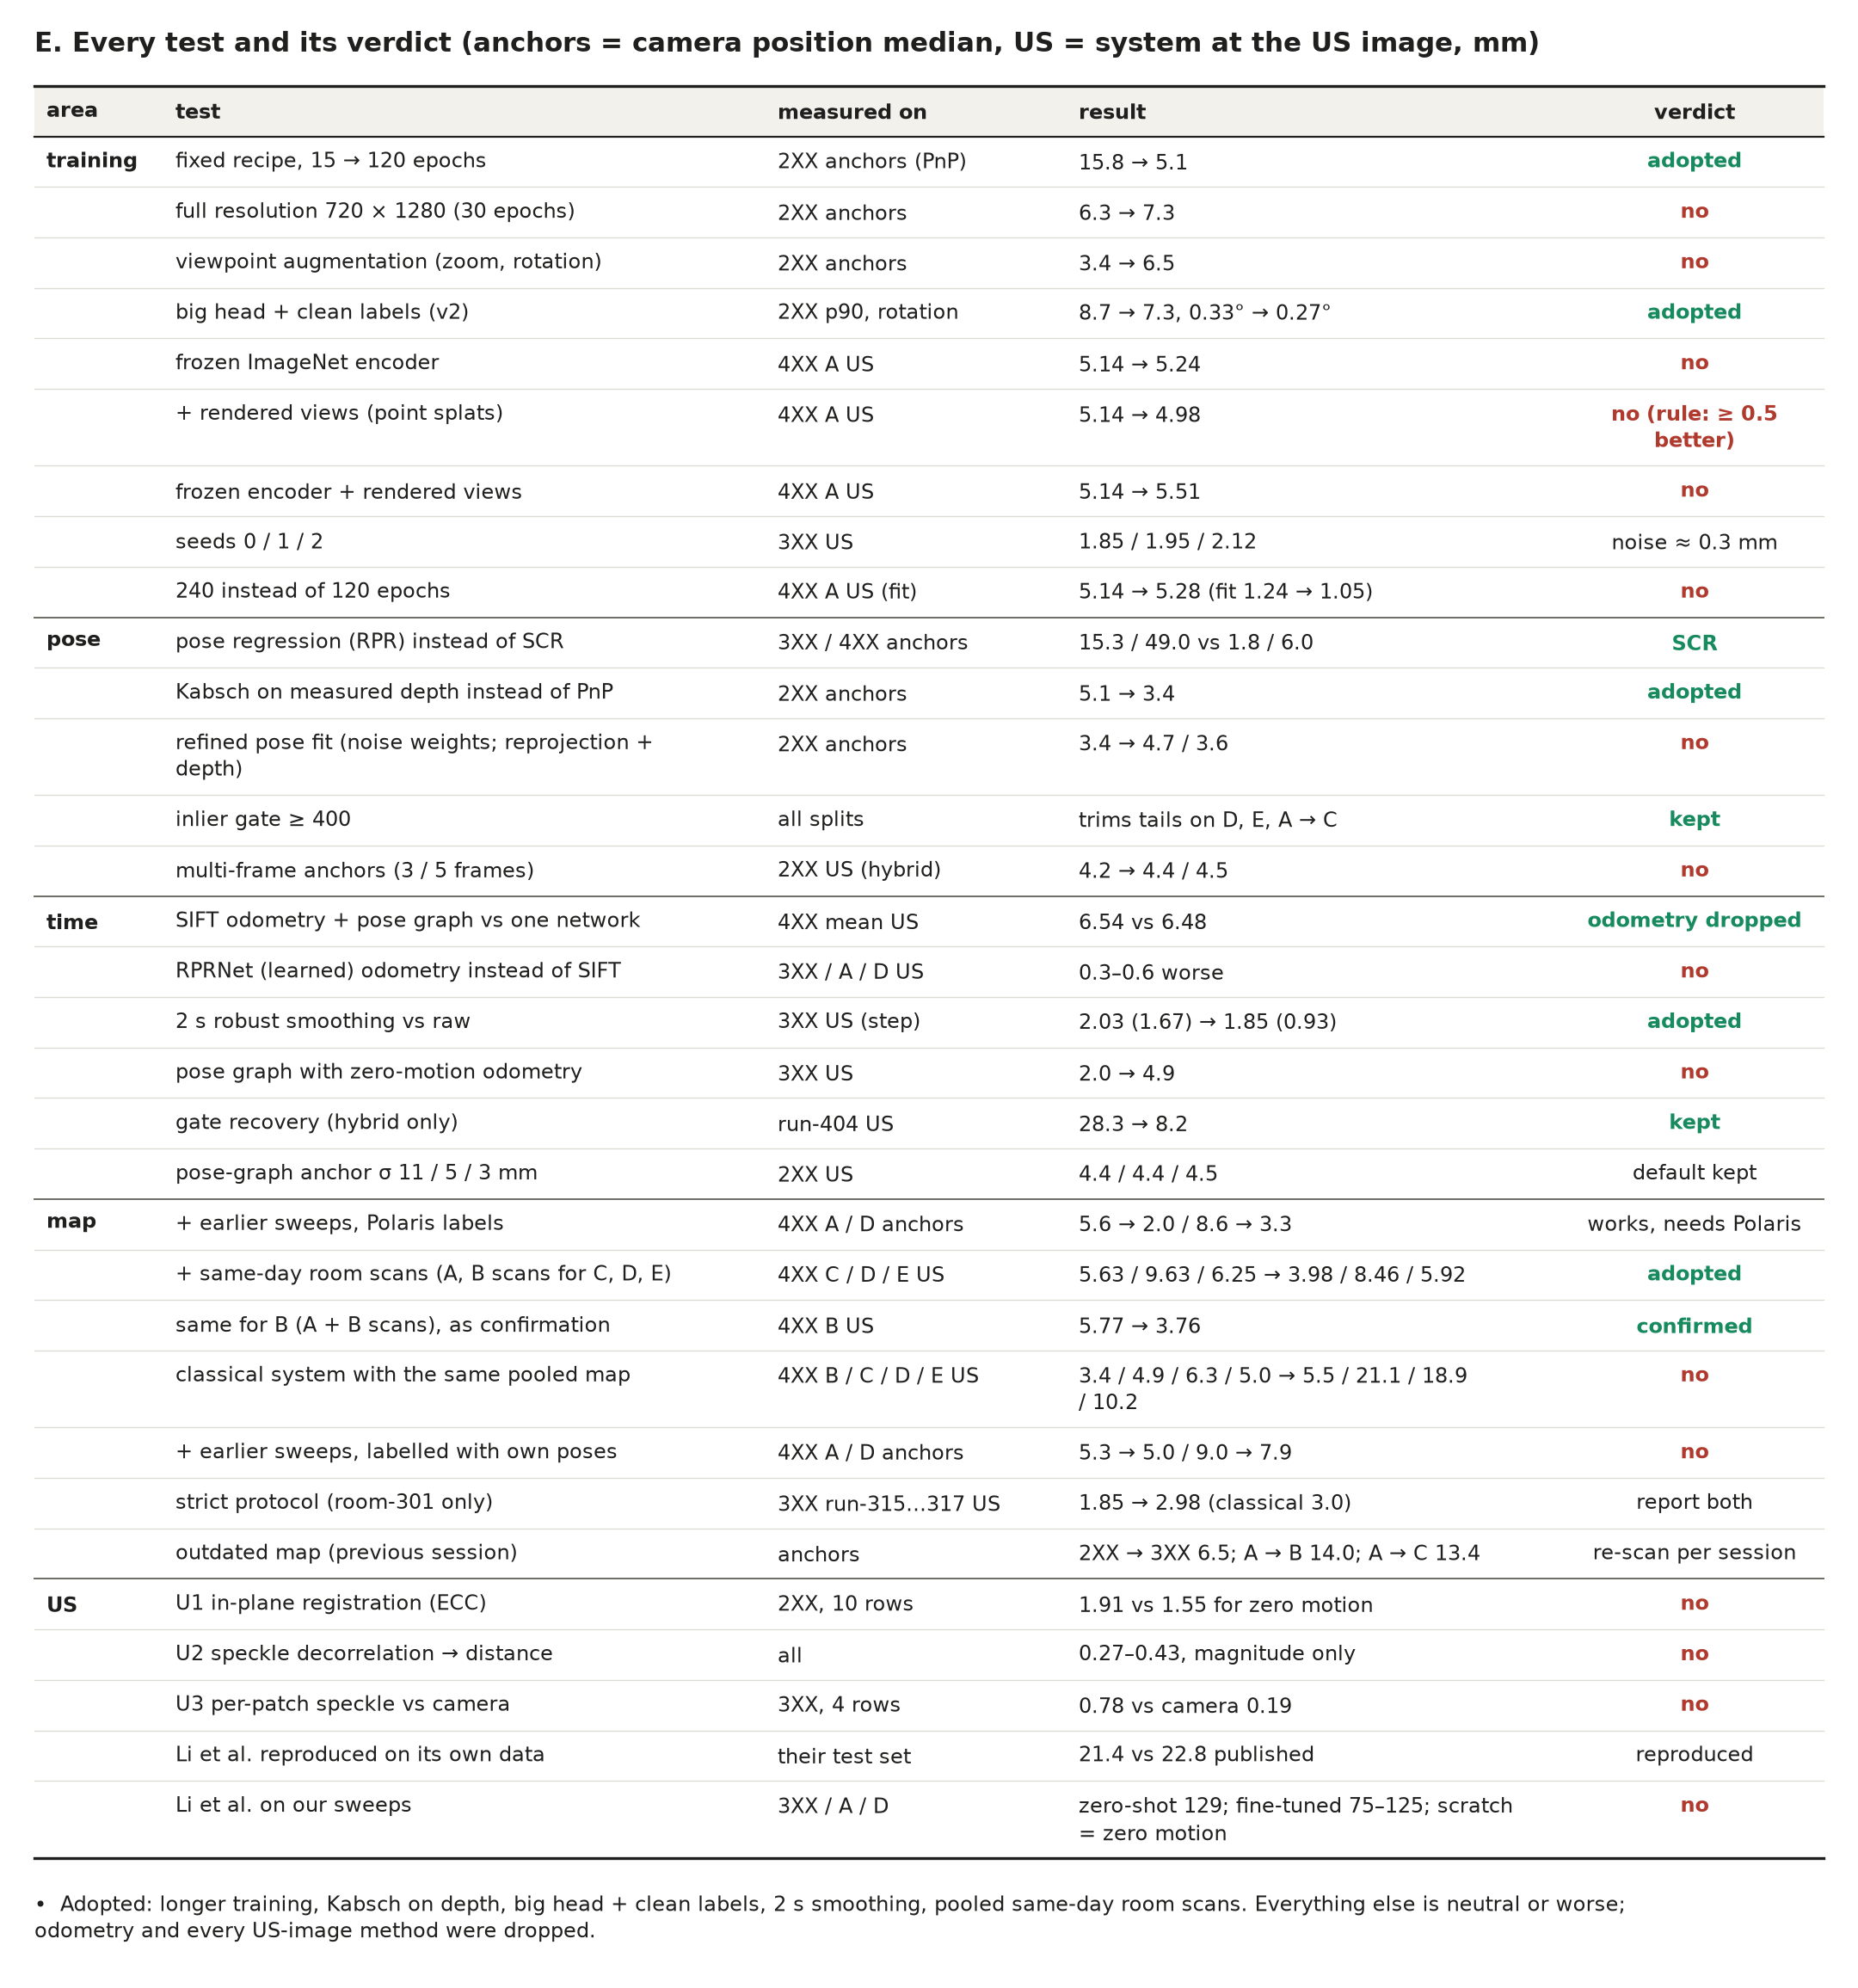 E. Every test and its verdict (anchors = camera position median, US = system at the US image, mm)
area test measured on result verdict
training fixed recipe, 15 → 120 epochs 2XX anchors (PnP) 15.8 → 5.1 adopted
full resolution 720 × 1280 (30 epochs) 2XX anchors 6.3 → 7.3 no
viewpoint augmentation (zoom, rotation) 2XX anchors 3.4 → 6.5 no
big head + clean labels (v2) 2XX p90, rotation 8.7 → 7.3, 0.33° → 0.27° adopted
frozen ImageNet encoder 4XX A US 5.14 → 5.24 no
+ rendered views (point splats) 4XX A US 5.14 → 4.98 no (rule: ≥ 0.5
better)
frozen encoder + rendered views 4XX A US 5.14 → 5.51 no
seeds 0 / 1 / 2 3XX US 1.85 / 1.95 / 2.12 noise ≈ 0.3 mm
240 instead of 120 epochs 4XX A US (fit) 5.14 → 5.28 (fit 1.24 → 1.05) no
pose pose regression (RPR) instead of SCR 3XX / 4XX anchors 15.3 / 49.0 vs 1.8 / 6.0 SCR
Kabsch on measured depth instead of PnP 2XX anchors 5.1 → 3.4 adopted
refined pose fit (noise weights; reprojection + 2XX anchors 3.4 → 4.7 / 3.6 no
depth)
inlier gate ≥ 400 all splits trims tails on D, E, A → C kept
multi-frame anchors (3 / 5 frames) 2XX US (hybrid) 4.2 → 4.4 / 4.5 no
time SIFT odometry + pose graph vs one network 4XX mean US 6.54 vs 6.48 odometry dropped
RPRNet (learned) odometry instead of SIFT 3XX / A / D US 0.3–0.6 worse no
2 s robust smoothing vs raw 3XX US (step) 2.03 (1.67) → 1.85 (0.93) adopted
pose graph with zero-motion odometry 3XX US 2.0 → 4.9 no
gate recovery (hybrid only) run-404 US 28.3 → 8.2 kept
pose-graph anchor σ 11 / 5 / 3 mm 2XX US 4.4 / 4.4 / 4.5 default kept
map + earlier sweeps, Polaris labels 4XX A / D anchors 5.6 → 2.0 / 8.6 → 3.3 works, needs Polaris
+ same-day room scans (A, B scans for C, D, E) 4XX C / D / E US 5.63 / 9.63 / 6.25 → 3.98 / 8.46 / 5.92 adopted
same for B (A + B scans), as confirmation 4XX B US 5.77 → 3.76 confirmed
classical system with the same pooled map 4XX B / C / D / E US 3.4 / 4.9 / 6.3 / 5.0 → 5.5 / 21.1 / 18.9 no
/ 10.2
+ earlier sweeps, labelled with own poses 4XX A / D anchors 5.3 → 5.0 / 9.0 → 7.9 no
strict protocol (room-301 only) 3XX run-315…317 US 1.85 → 2.98 (classical 3.0) report both
outdated map (previous session) anchors 2XX → 3XX 6.5; A → B 14.0; A → C 13.4 re-scan per session
US U1 in-plane registration (ECC) 2XX, 10 rows 1.91 vs 1.55 for zero motion no
U2 speckle decorrelation → distance all 0.27–0.43, magnitude only no
U3 per-patch speckle vs camera 3XX, 4 rows 0.78 vs camera 0.19 no
Li et al. reproduced on its own data their test set 21.4 vs 22.8 published reproduced
Li et al. on our sweeps 3XX / A / D zero-shot 129; fine-tuned 75–125; scratch no
= zero motion
• Adopted: longer training, Kabsch on depth, big head + clean labels, 2 s smoothing, pooled same-day room scans. Everything else is neutral or worse;
odometry and every US-image method were dropped.